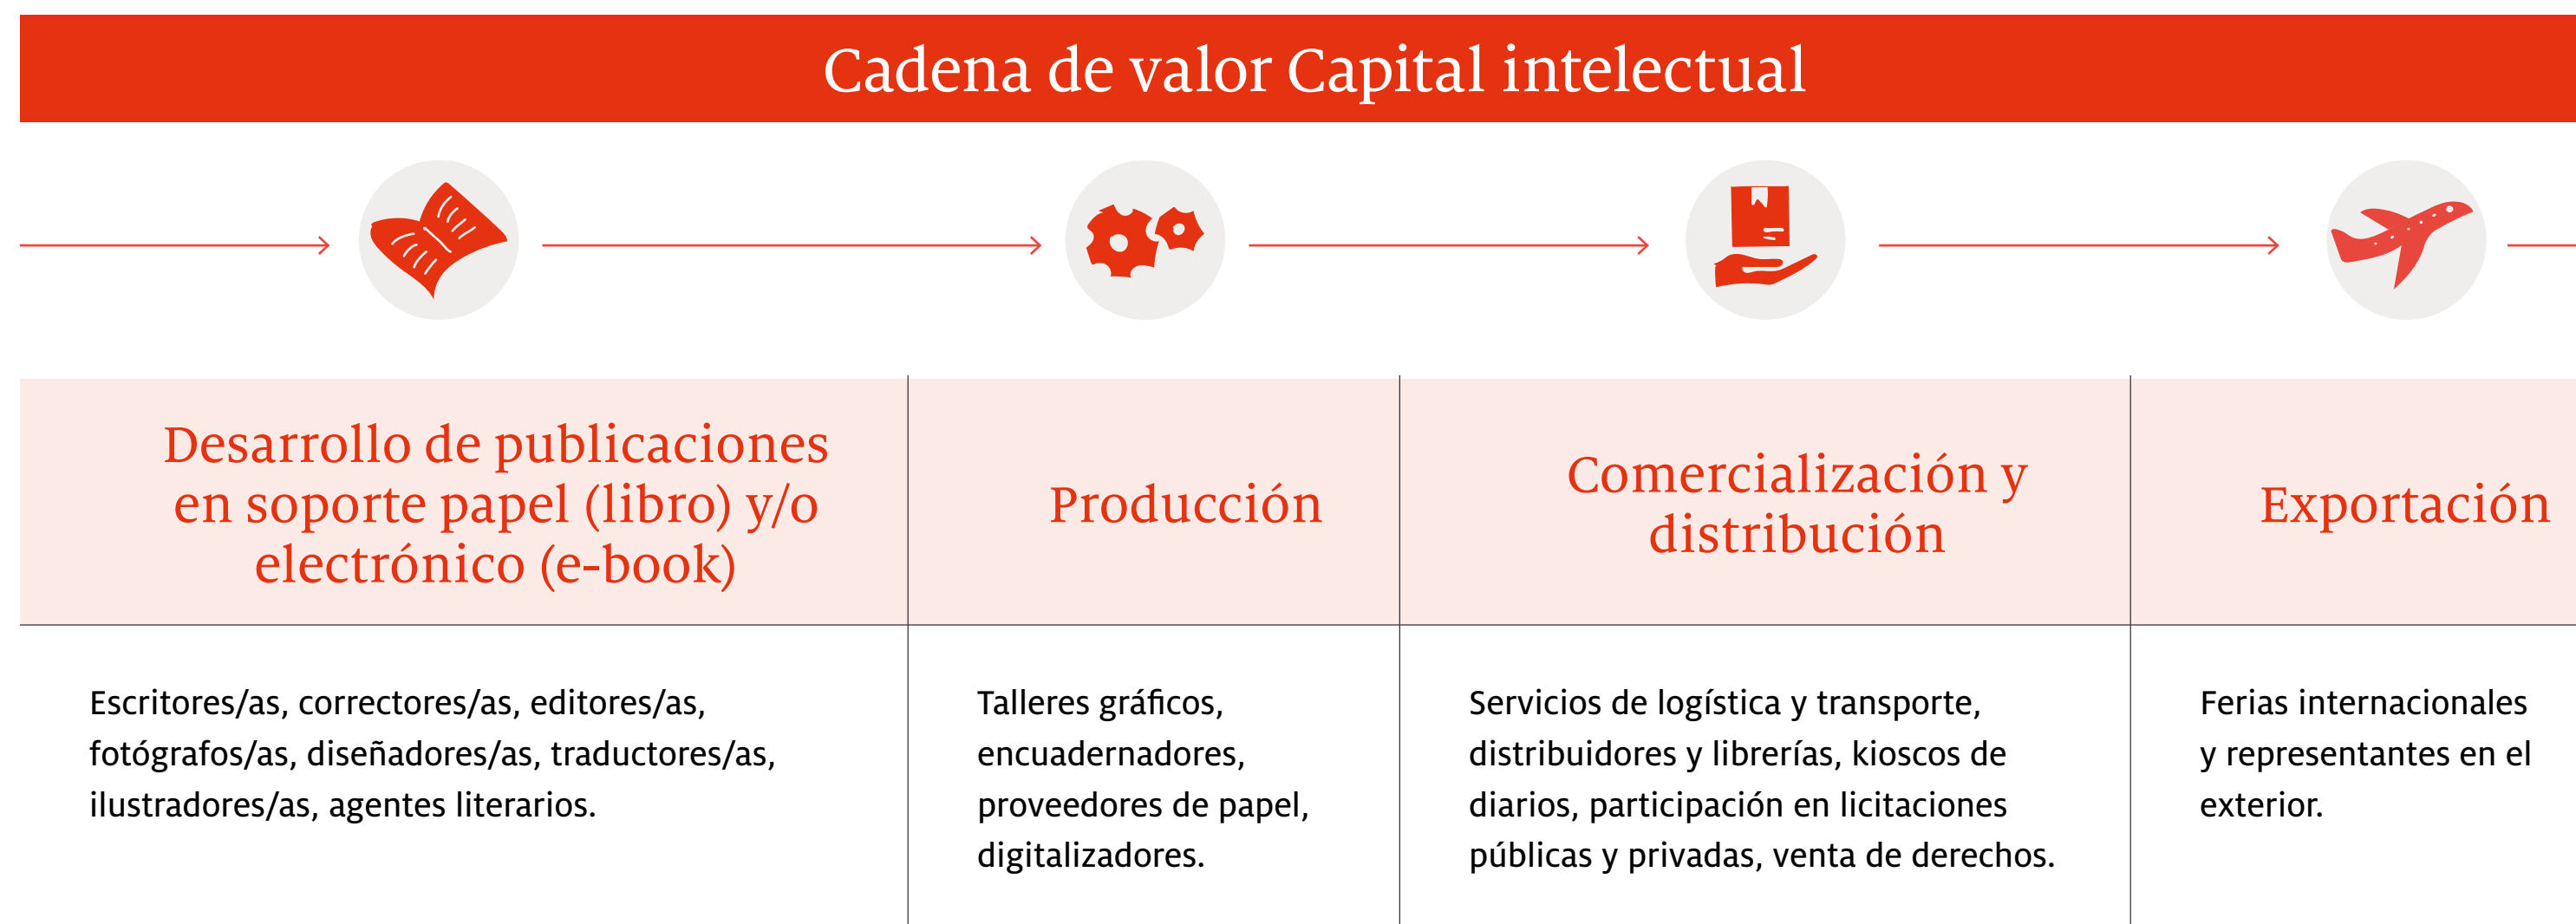 Cadena de valor Capital intelectual
Desarrollo de publicaciones
en soporte papel (libro) y/o
electrónico (e-book)
Producción
Comercialización y
distribución
Exportación
Escritores/as, correctores/as, editores/as,
fotógrafos/as, diseñadores/as, traductores/as,
ilustradores/as, agentes literarios.
Talleres gráficos,
encuadernadores,
proveedores de papel,
digitalizadores.
Servicios de logística y transporte,
distribuidores y librerías, kioscos de
diarios, participación en licitaciones
públicas y privadas, venta de derechos.
Ferias internacionales
y representantes en el
exterior.